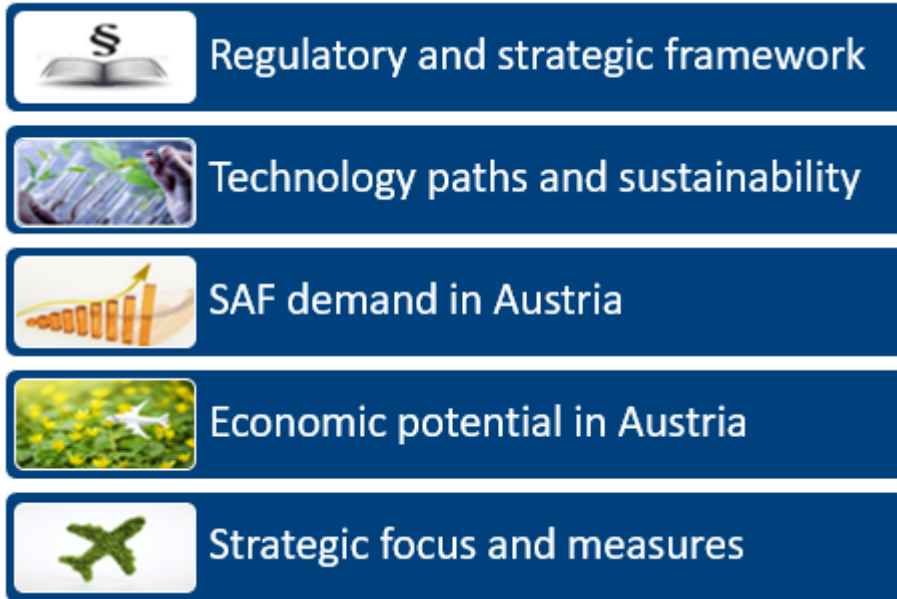 §
Regulatory and strategic framework
Technology paths and sustainability
SAF demand in Austria
Economic potential in Austria
Strategic focus and measures